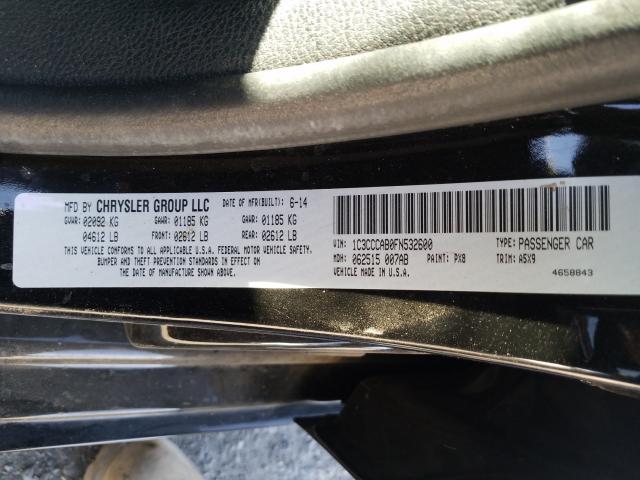 MFD BY CHRYSLER GROUP LLC DATE OF MFR(BUILT): 6-14
GVWR: 02092 KG GAWR: 01185 KG GAWR: 01185 KG
04612 LB FRONT: 02612 LB REAR: 02612 LB
THIS VEHICLE CONFORMS TO ALL APPLICABLE U.S.A. FEDERAL MOTOR VEHICLE SAFETY,
BUMPER AND THEFT PREVENTION STANDARDS IN EFFECT ON
THE DATE OF MANUFACTURE SHOWN ABOVE.
VIN: 1C3CCCAB0FN532600 TYPE: PASSENGER CAR
MDH: 062515 007AB PAINT: PX8 TRIM: A5X9
VEHICLE MADE IN U.S.A. 4658843